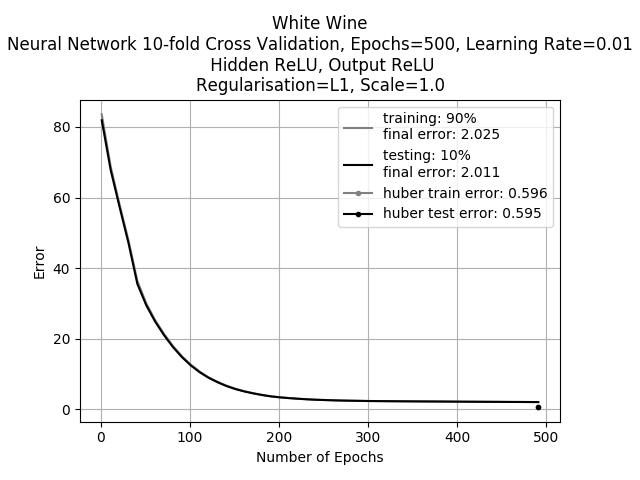 White Wine
Neural Network 10-fold Cross Validation, Epochs=500, Learning Rate=0.01
Hidden ReLU, Output ReLU
Regularisation=L1, Scale=1.0
training: 90%
final error: 2.025
testing: 10%
final error: 2.011
huber train error: 0.596
huber test error: 0.595
80
60
40
20
0
Error
0 100 200 300 400 500
Number of Epochs